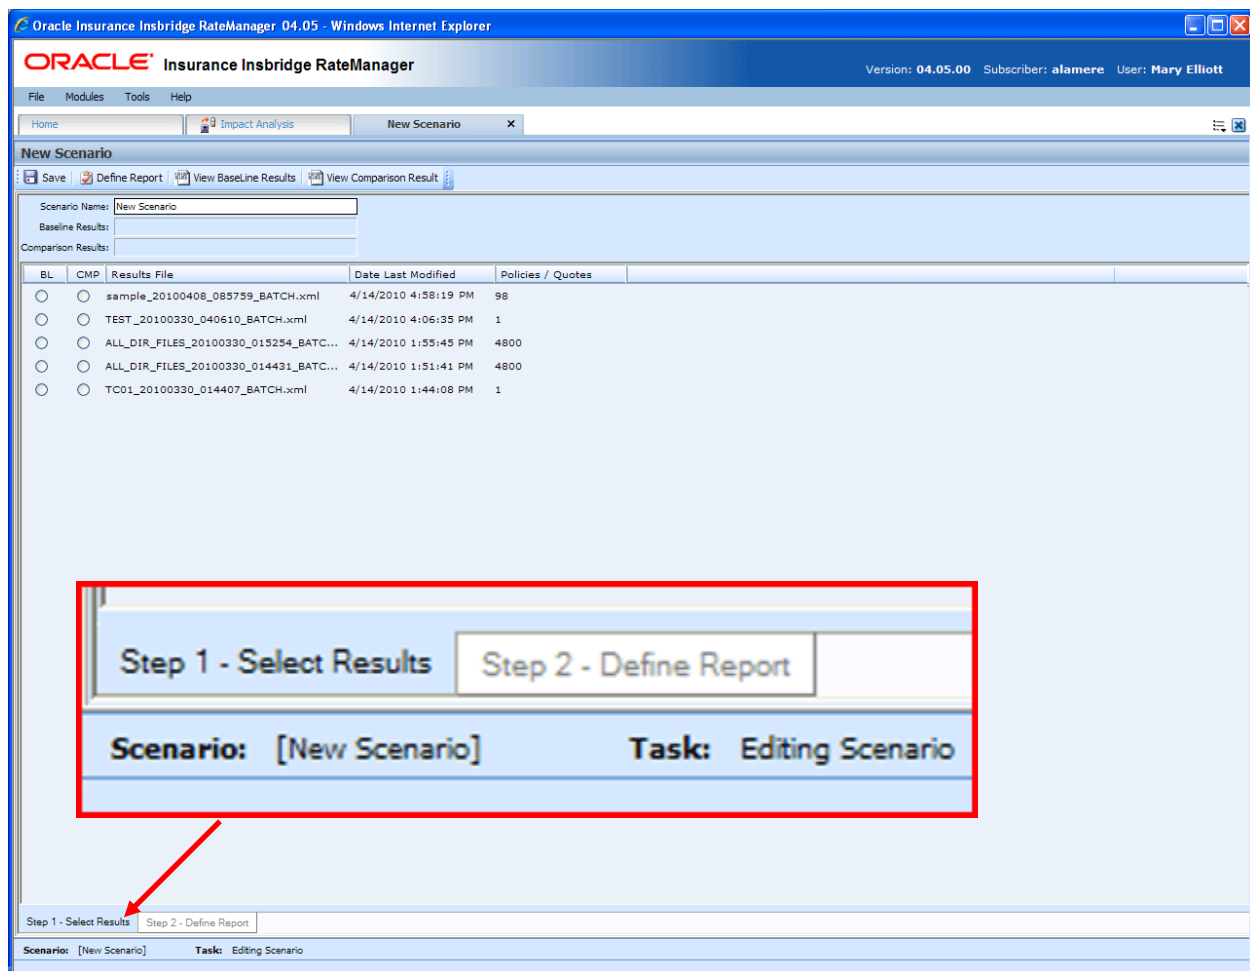 Oracle Insurance Insbridge RateManager 04.05 - Windows Internet Explorer
ORACLE Insurance Insbridge RateManager
Version: 04.05.00 Subscriber: alamere User: Mary Elliott
File Modules Tools Help
Home Impact Analysis New Scenario
New Scenario
Save Define Report View BaseLine Results View Comparison Result
Scenario Name: New Scenario
Baseline Results:
Comparison Results:
BL CMP Results File Date Last Modified Policies / Quotes
sample_20100408_085759_BATCH.xml 4/14/2010 4:58:19 PM 98
TEST_20100330_040610_BATCH.xml 4/14/2010 4:06:35 PM 1
ALL_DIR_FILES_20100330_015254_BATC... 4/14/2010 1:55:45 PM 4800
ALL_DIR_FILES_20100330_014431_BATC... 4/14/2010 1:51:41 PM 4800
TC01_20100330_014407_BATCH.xml 4/14/2010 1:44:08 PM 1
Step 1 - Select Results Step 2 - Define Report
Scenario: [New Scenario] Task: Editing Scenario
Step 1 - Select Results Step 2 - Define Report
Scenario: [New Scenario] Task: Editing Scenario